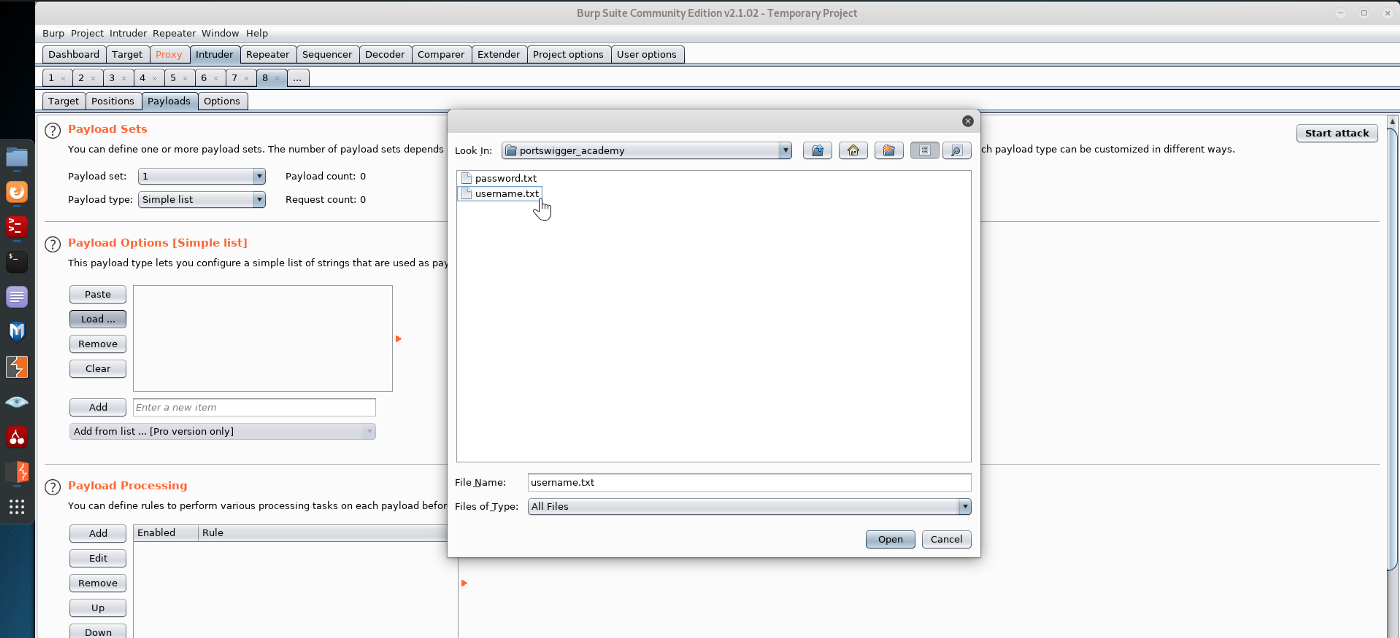 Burp Suite Community Edition v2.1.02 - Temporary Project
Burp Project Intruder Repeater Window Help
Dashboard Target Proxy Intruder Repeater Sequencer Decoder Comparer Extender Project options User options
1 × 2 × 3 × 4 × 5 × 6 × 7 × 8 × ...
Target Positions Payloads Options
? Payload Sets
Start attack
You can define one or more payload sets. The number of payload sets depends
ch payload type can be customized in different ways.
Payload set: 1 Payload count: 0
Payload type: Simple list Request count: 0
? Payload Options [Simple list]
This payload type lets you configure a simple list of strings that are used as pay
Paste
Load ...
Remove
Clear
Add Enter a new item
Add from list ... [Pro version only]
? Payload Processing
You can define rules to perform various processing tasks on each payload befor
Add Enabled Rule
Edit
Remove
Up
Down
Look In: portswigger_academy
password.txt
username.txt
File Name: username.txt
Files of Type: All Files
Open Cancel